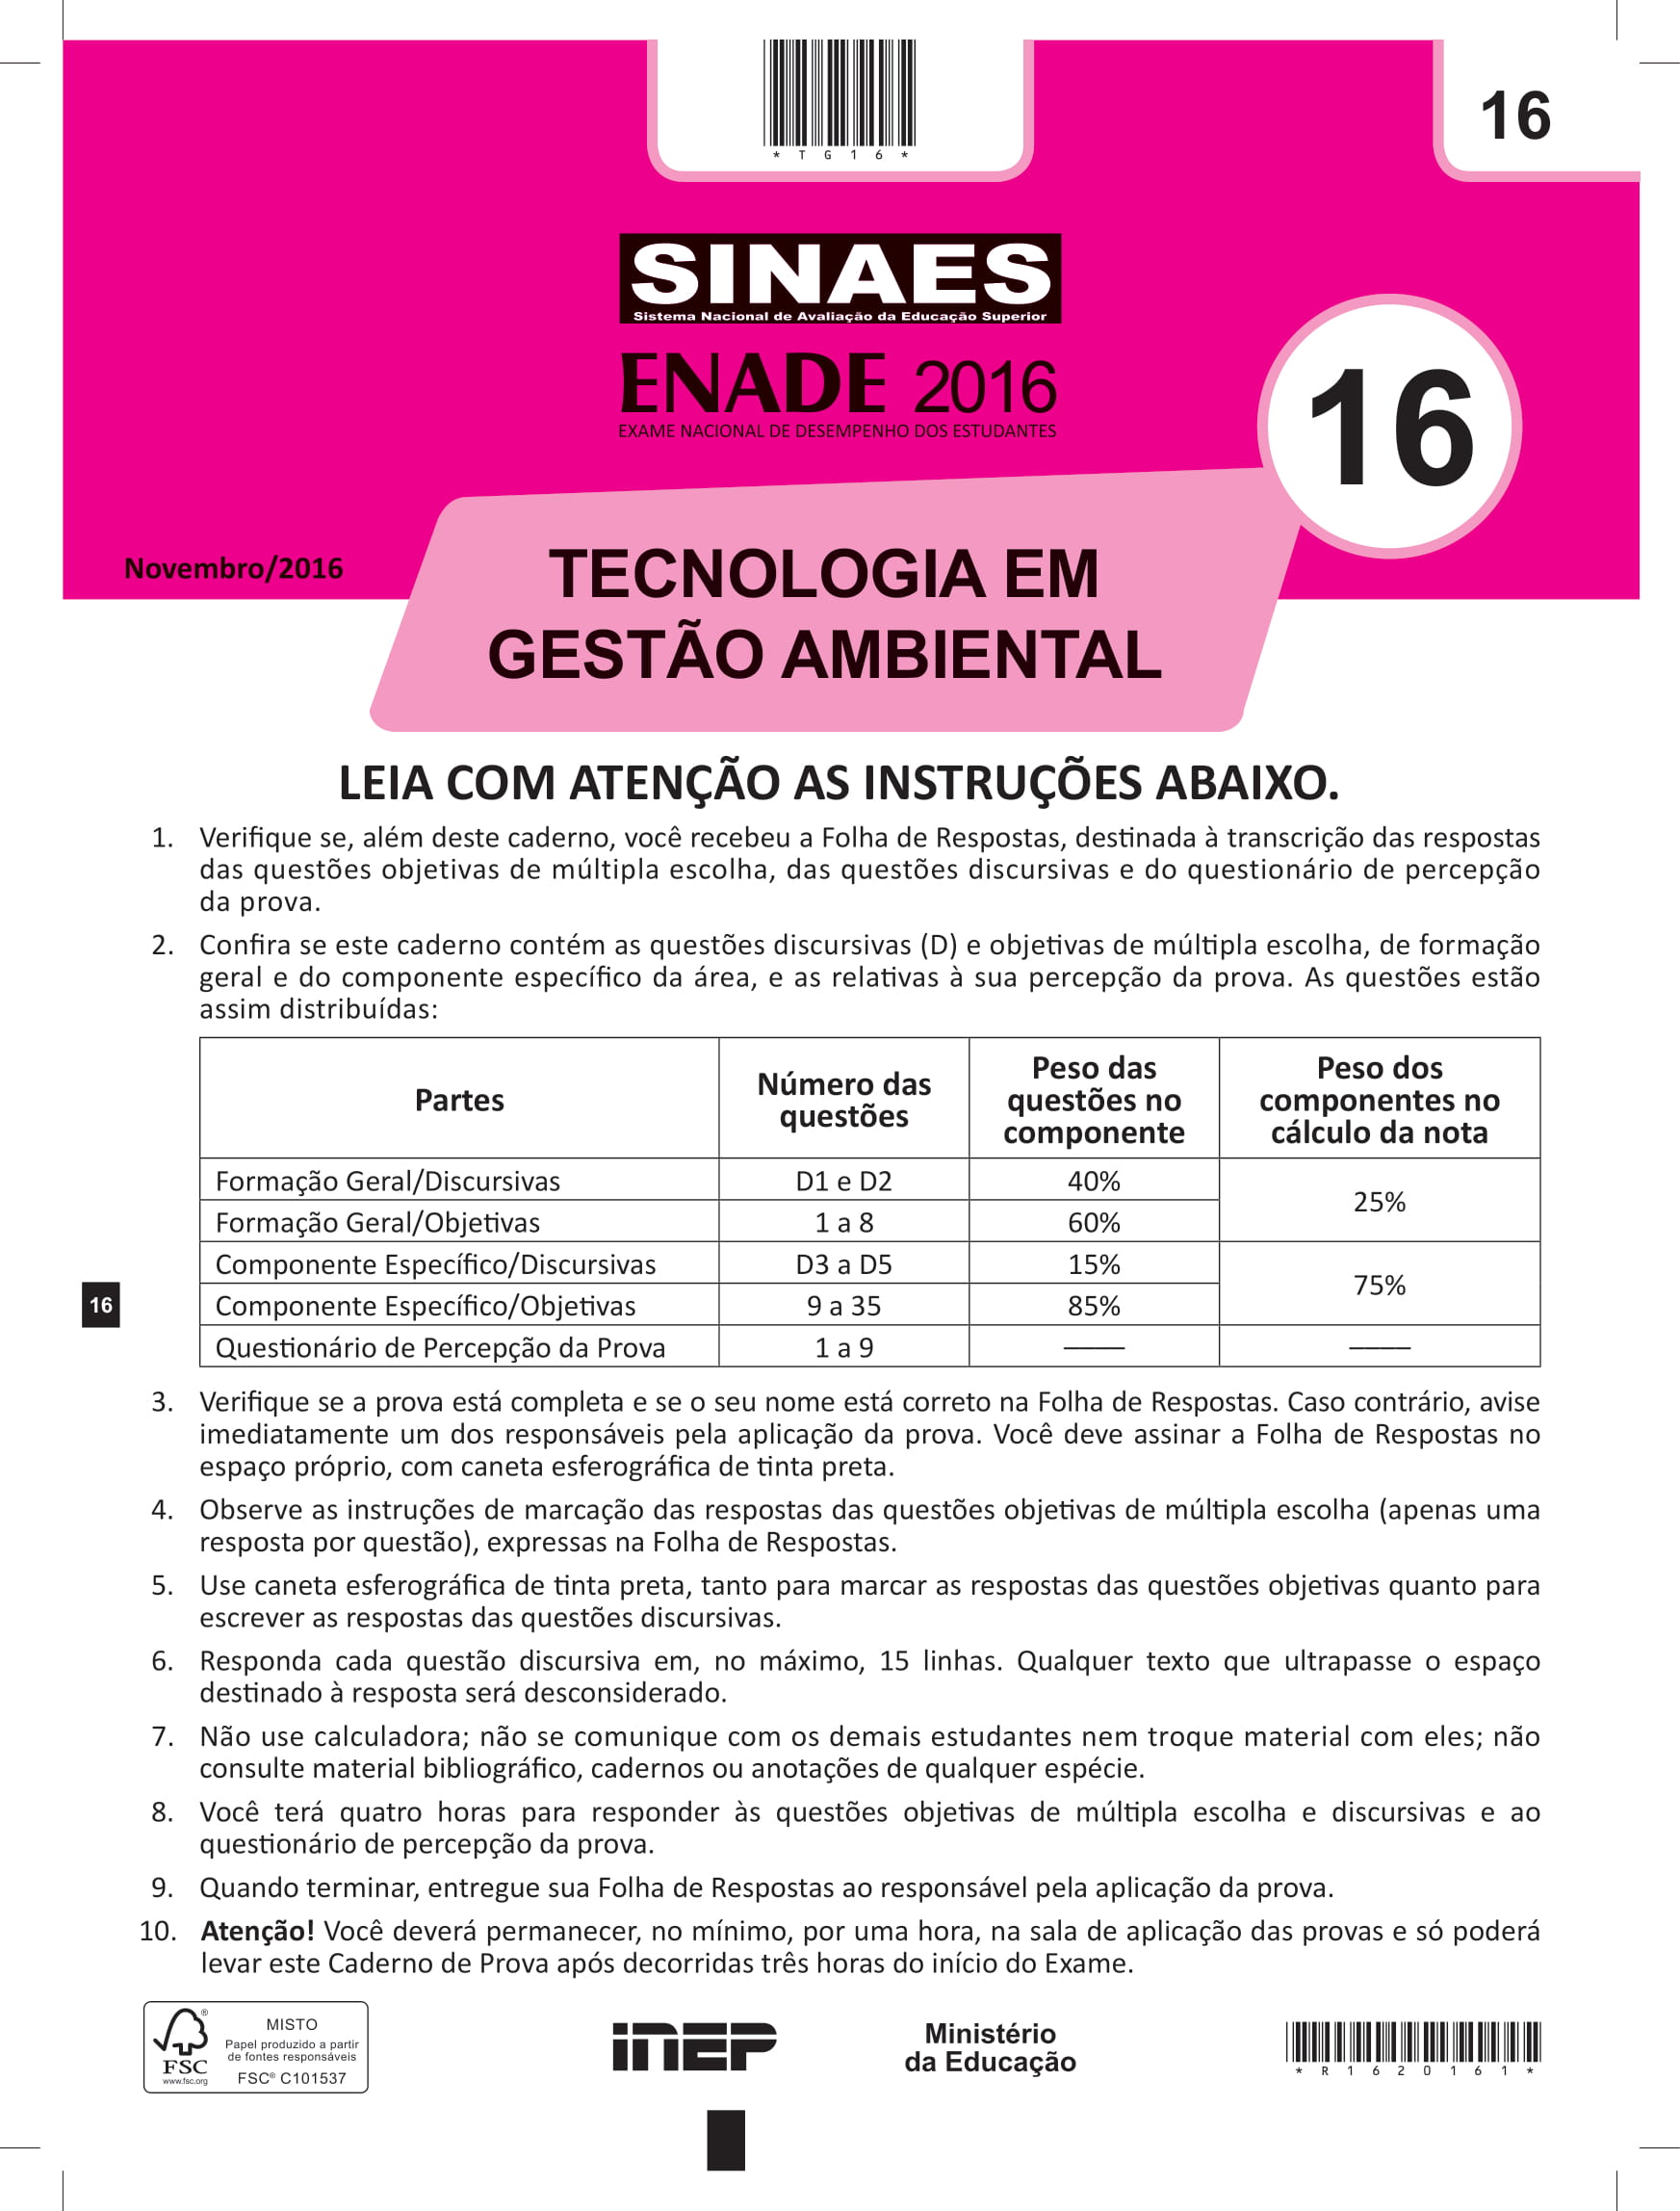 *TG16*
16
SINAES
Sistema Nacional de Avaliação da Educação Superior
ENADE 2016
EXAME NACIONAL DE DESEMPENHO DOS ESTUDANTES
16
Novembro/2016
TECNOLOGIA EM
GESTÃO AMBIENTAL
LEIA COM ATENÇÃO AS INSTRUÇÕES ABAIXO.
1. Verifique se, além deste caderno, você recebeu a Folha de Respostas, destinada à transcrição das respostas
das questões objetivas de múltipla escolha, das questões discursivas e do questionário de percepção
da prova.
2. Confira se este caderno contém as questões discursivas (D) e objetivas de múltipla escolha, de formação
geral e do componente específico da área, e as relativas à sua percepção da prova. As questões estão
assim distribuídas:
Partes
Número das
questões
Peso das
questões no
componente
Peso dos
componentes no
cálculo da nota
Formação Geral/Discursivas D1 e D2 40%
25%
Formação Geral/Objetivas 1 a 8 60%
Componente Específico/Discursivas D3 a D5 15%
75%
Componente Específico/Objetivas 9 a 35 85%
Questionário de Percepção da Prova 1 a 9 —— ——
16
3. Verifique se a prova está completa e se o seu nome está correto na Folha de Respostas. Caso contrário, avise
imediatamente um dos responsáveis pela aplicação da prova. Você deve assinar a Folha de Respostas no
espaço próprio, com caneta esferográfica de tinta preta.
4. Observe as instruções de marcação das respostas das questões objetivas de múltipla escolha (apenas uma
resposta por questão), expressas na Folha de Respostas.
5. Use caneta esferográfica de tinta preta, tanto para marcar as respostas das questões objetivas quanto para
escrever as respostas das questões discursivas.
6. Responda cada questão discursiva em, no máximo, 15 linhas. Qualquer texto que ultrapasse o espaço
destinado à resposta será desconsiderado.
7. Não use calculadora; não se comunique com os demais estudantes nem troque material com eles; não
consulte material bibliográfico, cadernos ou anotações de qualquer espécie.
8. Você terá quatro horas para responder às questões objetivas de múltipla escolha e discursivas e ao
questionário de percepção da prova.
9. Quando terminar, entregue sua Folha de Respostas ao responsável pela aplicação da prova.
10. Atenção! Você deverá permanecer, no mínimo, por uma hora, na sala de aplicação das provas e só poderá
levar este Caderno de Prova após decorridas três horas do início do Exame.
®
FSC
www.fsc.org
MISTO
Papel produzido a partir
de fontes responsáveis
FSC® C101537
INEP
Ministério
da Educação
*R1620161*